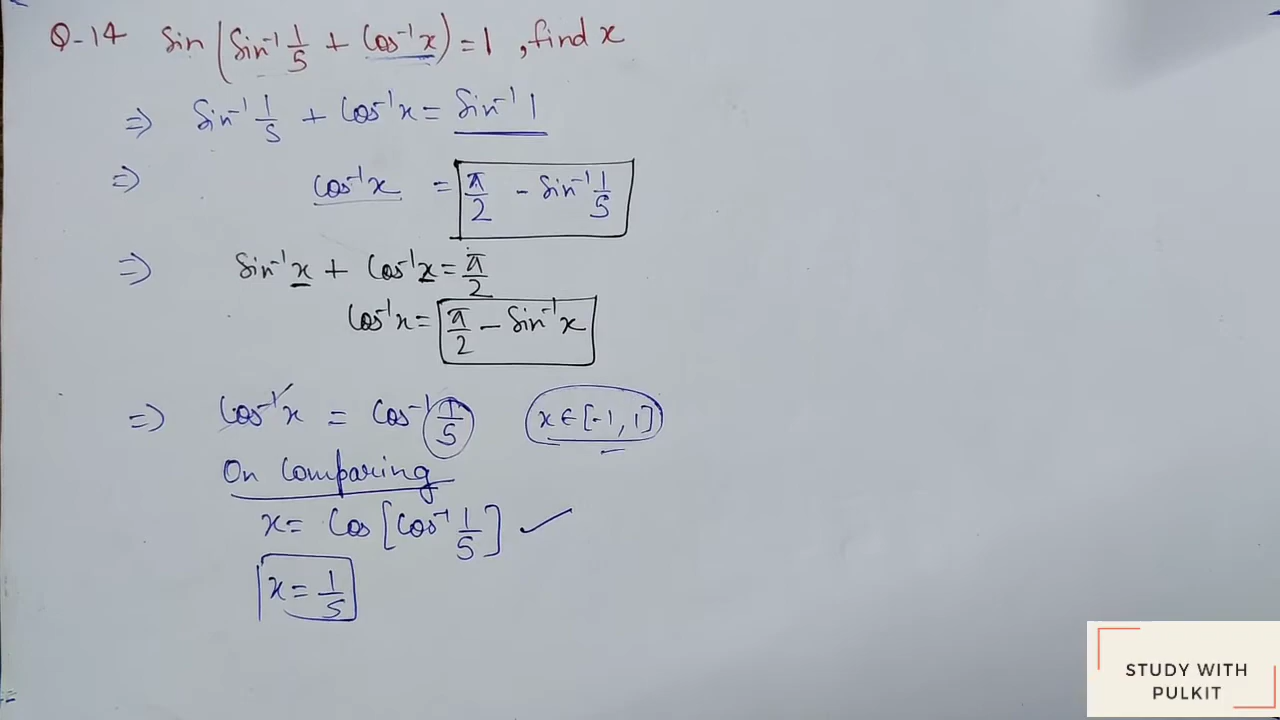 Q-14 Sin (Sin⁻¹ 1/5 + Cos⁻¹x) = 1 , find x
⇒ Sin⁻¹ 1/5 + Cos⁻¹x = Sin⁻¹ 1
⇒ Cos⁻¹x = π/2 - Sin⁻¹ 1/5
⇒ Sin⁻¹x + Cos⁻¹x = π/2
Cos⁻¹x = π/2 - Sin⁻¹x
⇒ Cos⁻¹x = Cos⁻¹ 1/5 x ∈ [-1, 1]
On Comparing
x = Cos [Cos⁻¹ 1/5] ✓
x = 1/5
STUDY WITH
PULKIT